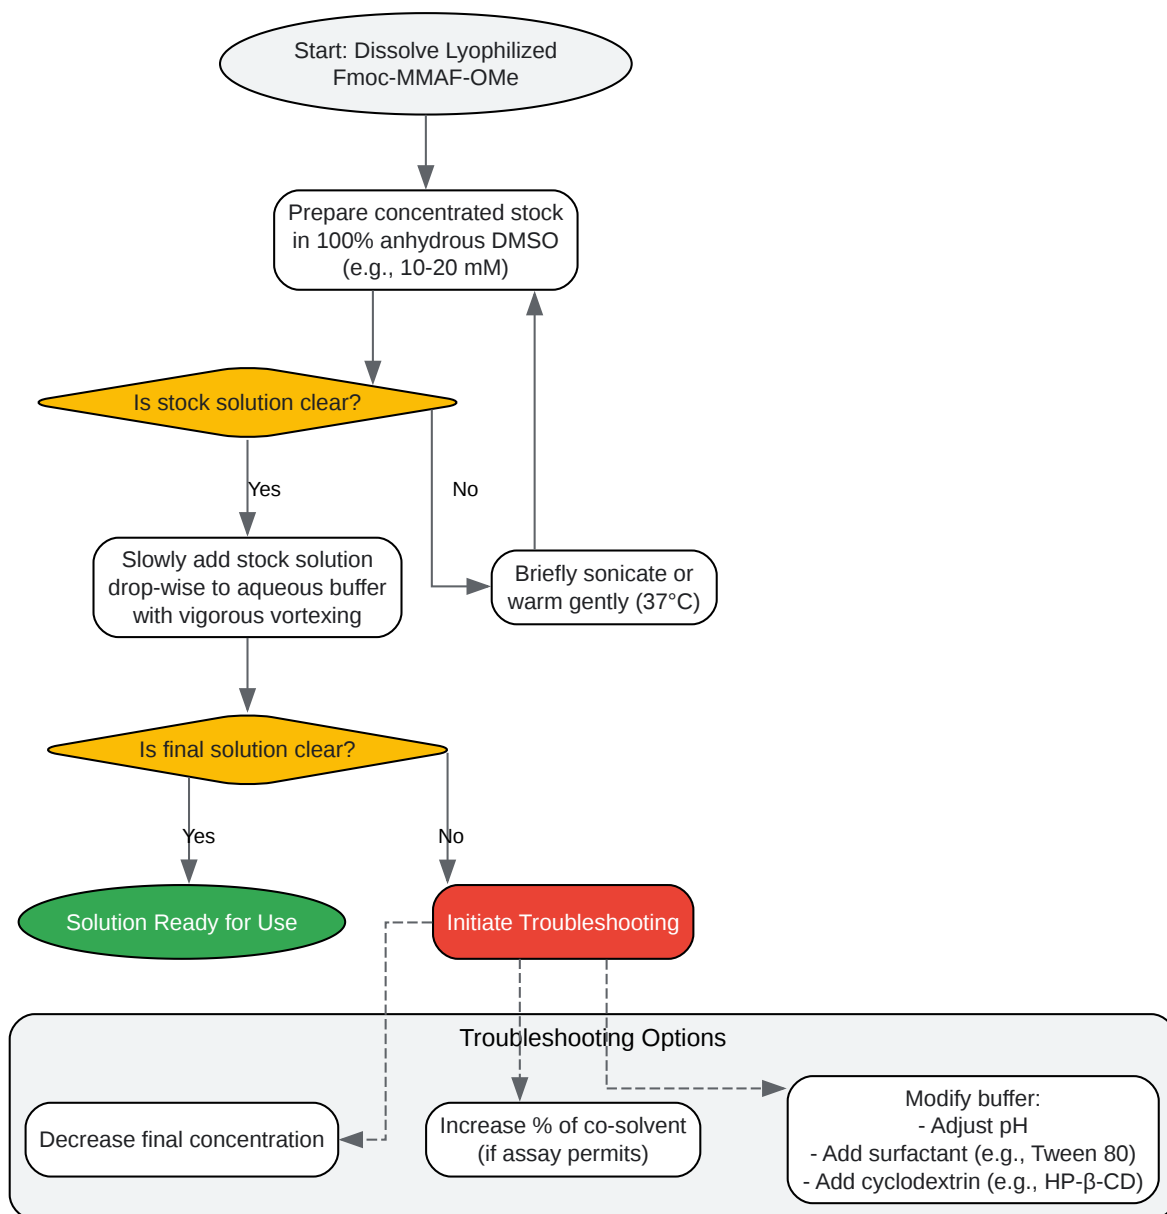 Start: Dissolve Lyophilized
Fmoc-MMAF-OMe
Prepare concentrated stock
in 100% anhydrous DMSO
(e.g., 10-20 mM)
Is stock solution clear?
Yes
No
Slowly add stock solution
drop-wise to aqueous buffer
with vigorous vortexing
Briefly sonicate or
warm gently (37°C)
Is final solution clear?
Yes
No
Solution Ready for Use
Initiate Troubleshooting
Troubleshooting Options
Decrease final concentration
Increase % of co-solvent
(if assay permits)
Modify buffer:
- Adjust pH
- Add surfactant (e.g., Tween 80)
- Add cyclodextrin (e.g., HP-β-CD)